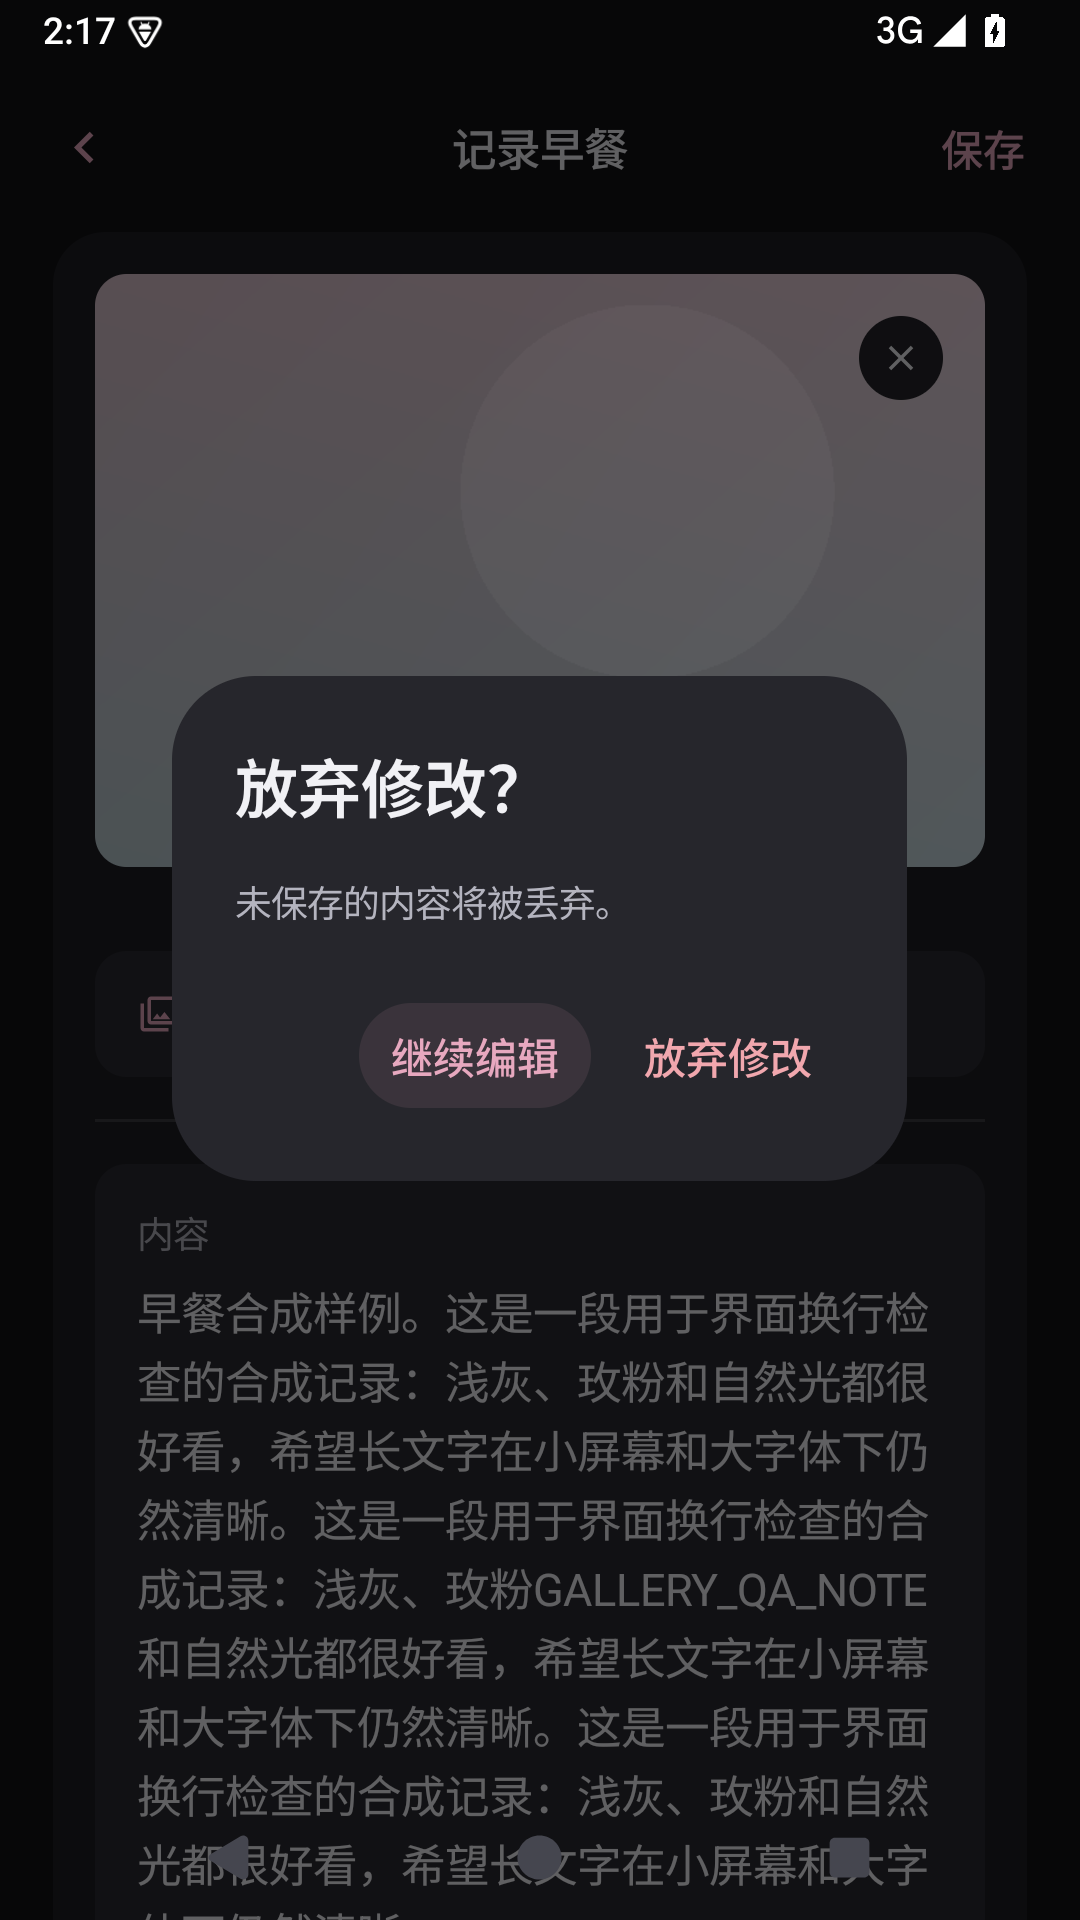 2:17
3G
记录早餐
保存
放弃修改？
未保存的内容将被丢弃。
继续编辑
放弃修改
内容
早餐合成样例。这是一段用于界面换行检
查的合成记录：浅灰、玫粉和自然光都很
好看，希望长文字在小屏幕和大字体下仍
然清晰。这是一段用于界面换行检查的合
成记录：浅灰、玫粉GALLERY_QA_NOTE
和自然光都很好看，希望长文字在小屏幕
和大字体下仍然清晰。这是一段用于界面
换行检查的合成记录：浅灰、玫粉和自然
光都很好看，希望长文字在小屏幕和大字